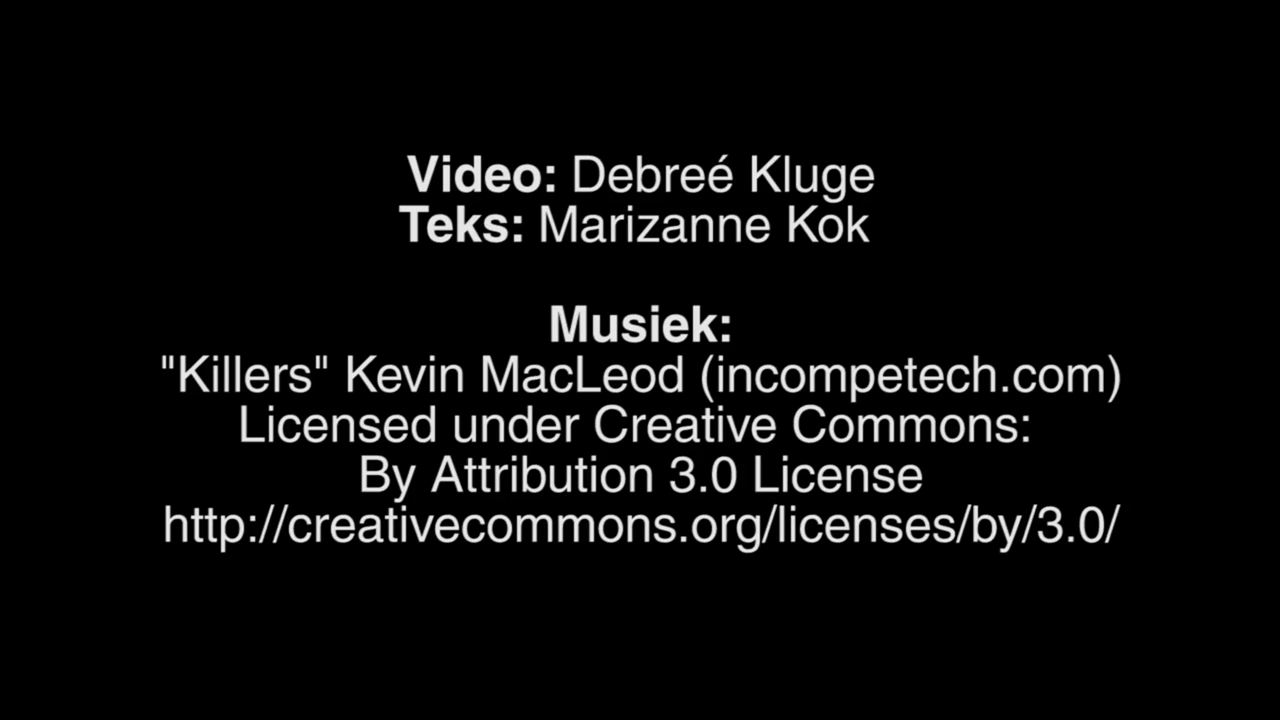 Video: Debreé Kluge
Teks: Marizanne Kok
Musiek:
"Killers" Kevin MacLeod (incompetech.com)
Licensed under Creative Commons:
By Attribution 3.0 License
http://creativecommons.org/licenses/by/3.0/